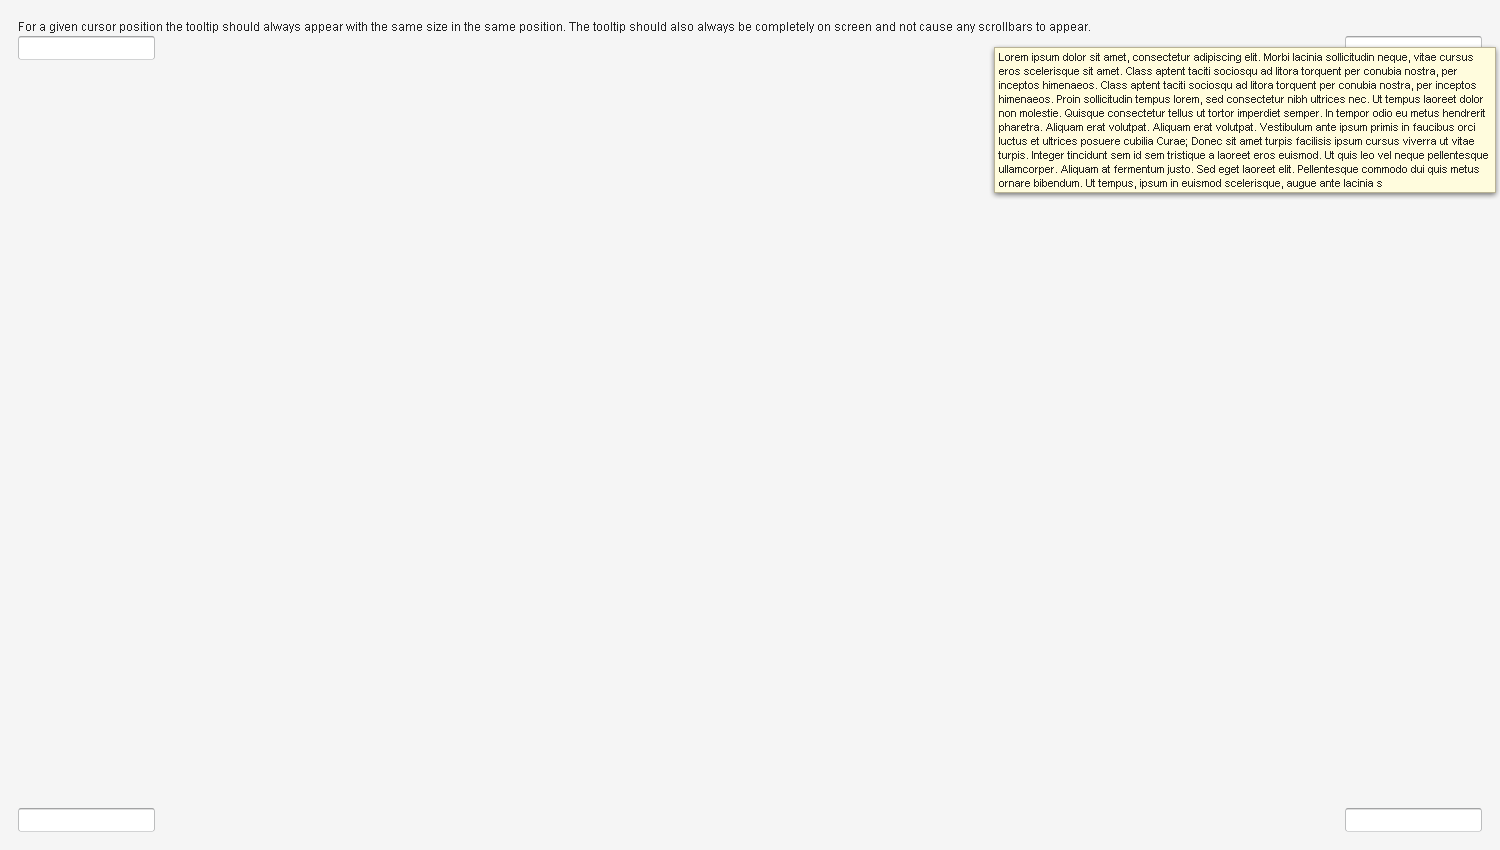 For a given cursor position the tooltip should always appear with the same size in the same position. The tooltip should also always be completely on screen and not cause any scrollbars to appear.
Lorem ipsum dolor sit amet, consectetur adipiscing elit. Morbi lacinia sollicitudin neque, vitae cursus
eros scelerisque sit amet. Class aptent taciti sociosqu ad litora torquent per conubia nostra, per
inceptos himenaeos. Class aptent taciti sociosqu ad litora torquent per conubia nostra, per inceptos
himenaeos. Proin sollicitudin tempus lorem, sed consectetur nibh ultrices nec. Ut tempus laoreet dolor
non molestie. Quisque consectetur tellus ut tortor imperdiet semper. In tempor odio eu metus hendrerit
pharetra. Aliquam erat volutpat. Aliquam erat volutpat. Vestibulum ante ipsum primis in faucibus orci
luctus et ultrices posuere cubilia Curae; Donec sit amet turpis facilisis ipsum cursus viverra ut vitae
turpis. Integer tincidunt sem id sem tristique a laoreet eros euismod. Ut quis leo vel neque pellentesque
ullamcorper. Aliquam at fermentum justo. Sed eget laoreet elit. Pellentesque commodo dui quis metus
ornare bibendum. Ut tempus, ipsum in euismod scelerisque, augue ante lacinia s